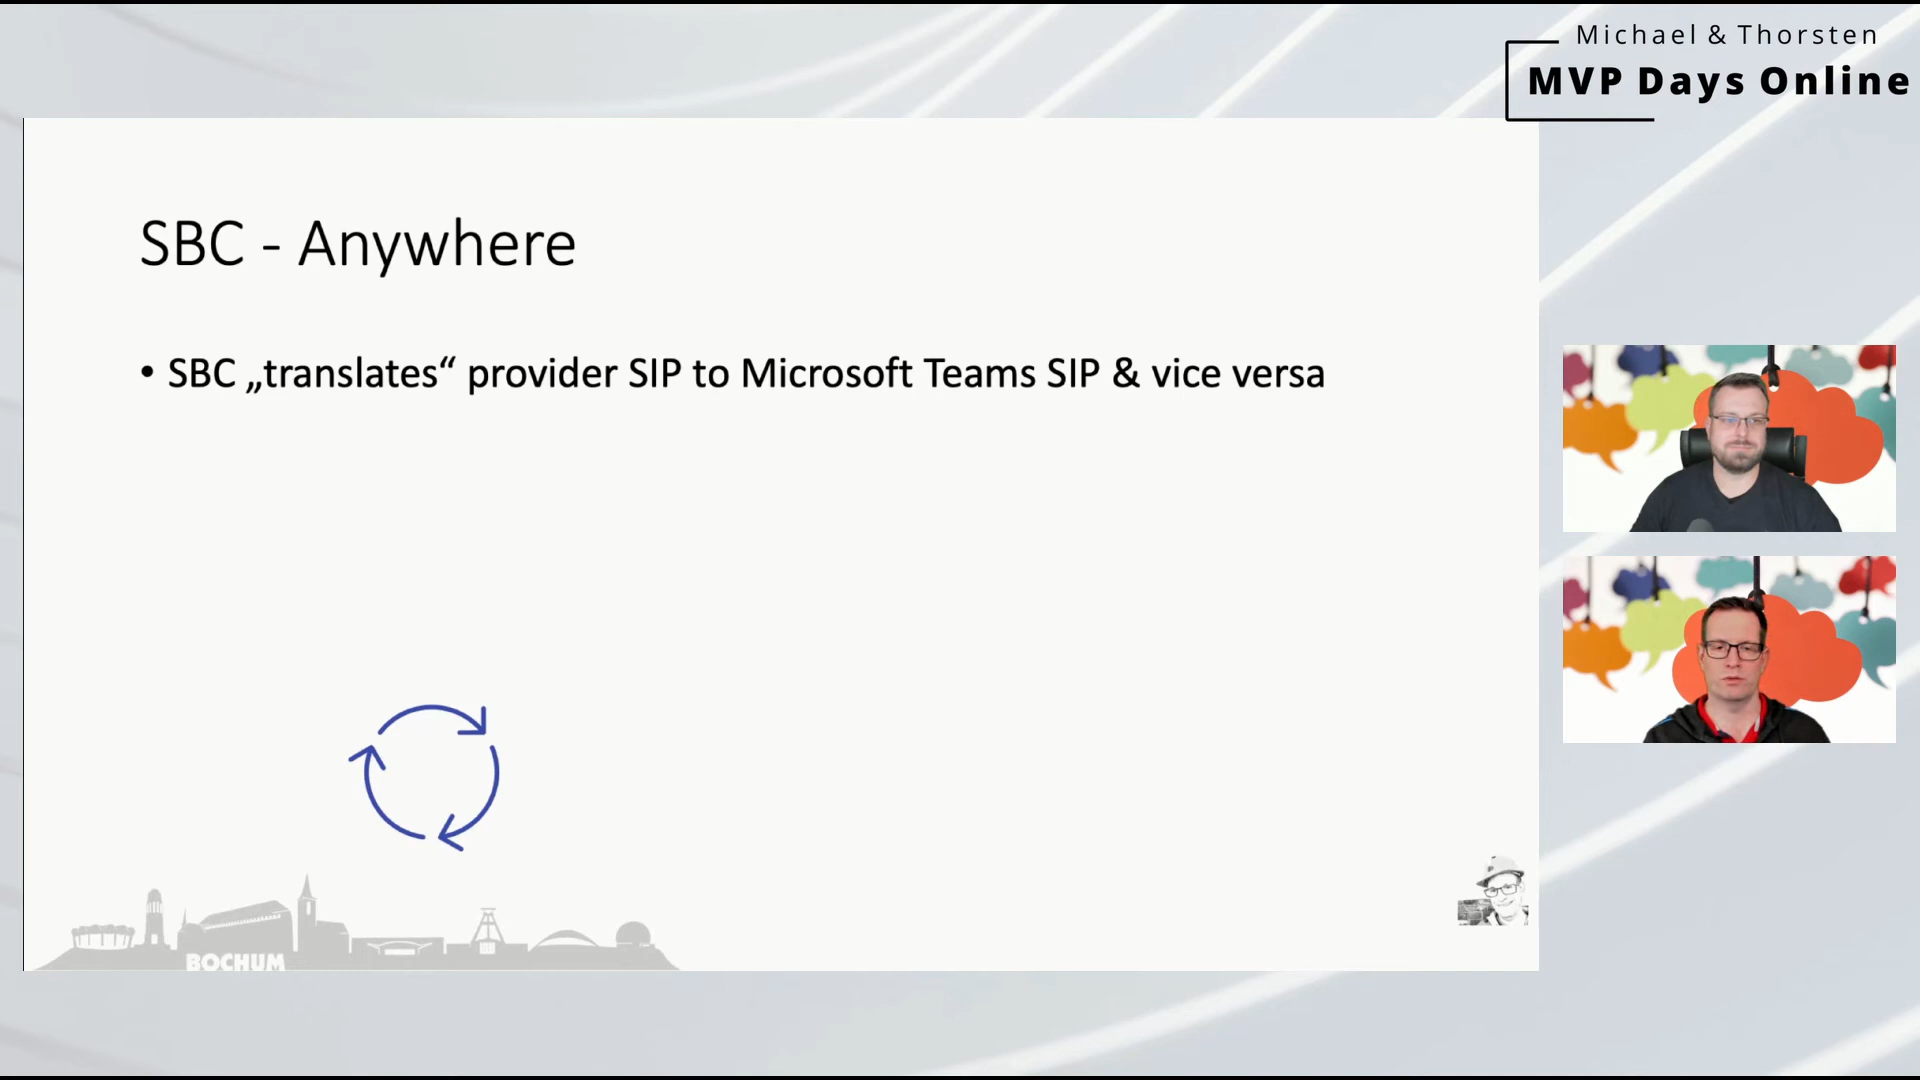 Michael & Thorsten
MVP Days Online
SBC - Anywhere
• SBC „translates“ provider SIP to Microsoft Teams SIP & vice versa
BOCHUM